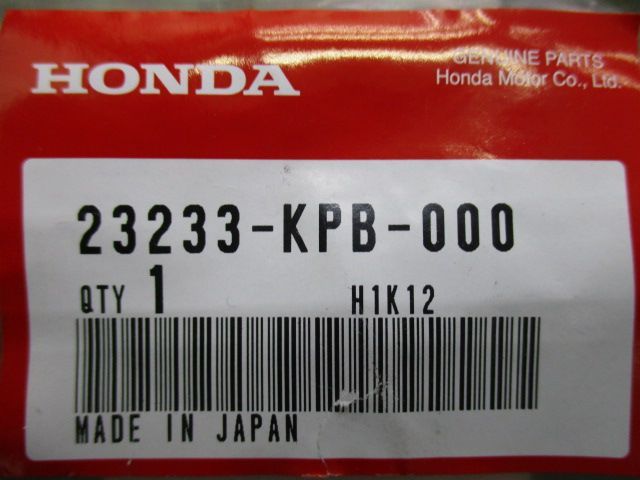 HONDA
GENUINE PARTS
Honda Motor Co., Ltd.
23233-KPB-000
QTY 1 H1K12
MADE IN JAPAN